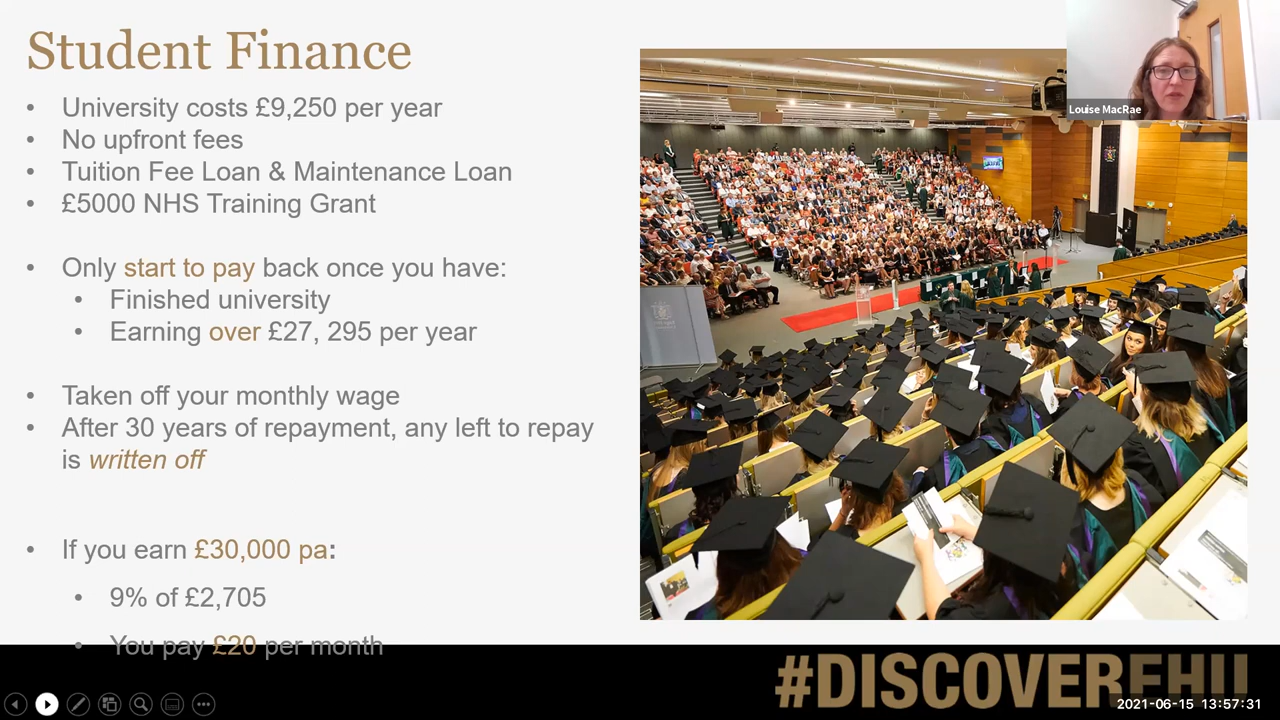 Student Finance
• University costs £9,250 per year
• No upfront fees
• Tuition Fee Loan & Maintenance Loan
• £5000 NHS Training Grant
• Only start to pay back once you have:
• Finished university
• Earning over £27, 295 per year
• Taken off your monthly wage
• After 30 years of repayment, any left to repay
is written off
• If you earn £30,000 pa:
• 9% of £2,705
• You pay £20 per month
Louise MacRae
#DISCOVEREHU
2021-06-15 13:57:31